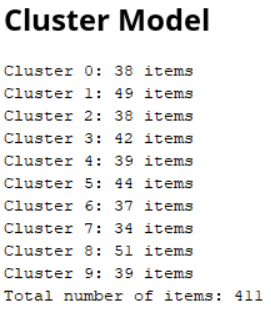 Cluster Model
Cluster 0: 38 items
Cluster 1: 49 items
Cluster 2: 38 items
Cluster 3: 42 items
Cluster 4: 39 items
Cluster 5: 44 items
Cluster 6: 37 items
Cluster 7: 34 items
Cluster 8: 51 items
Cluster 9: 39 items
Total number of items: 411